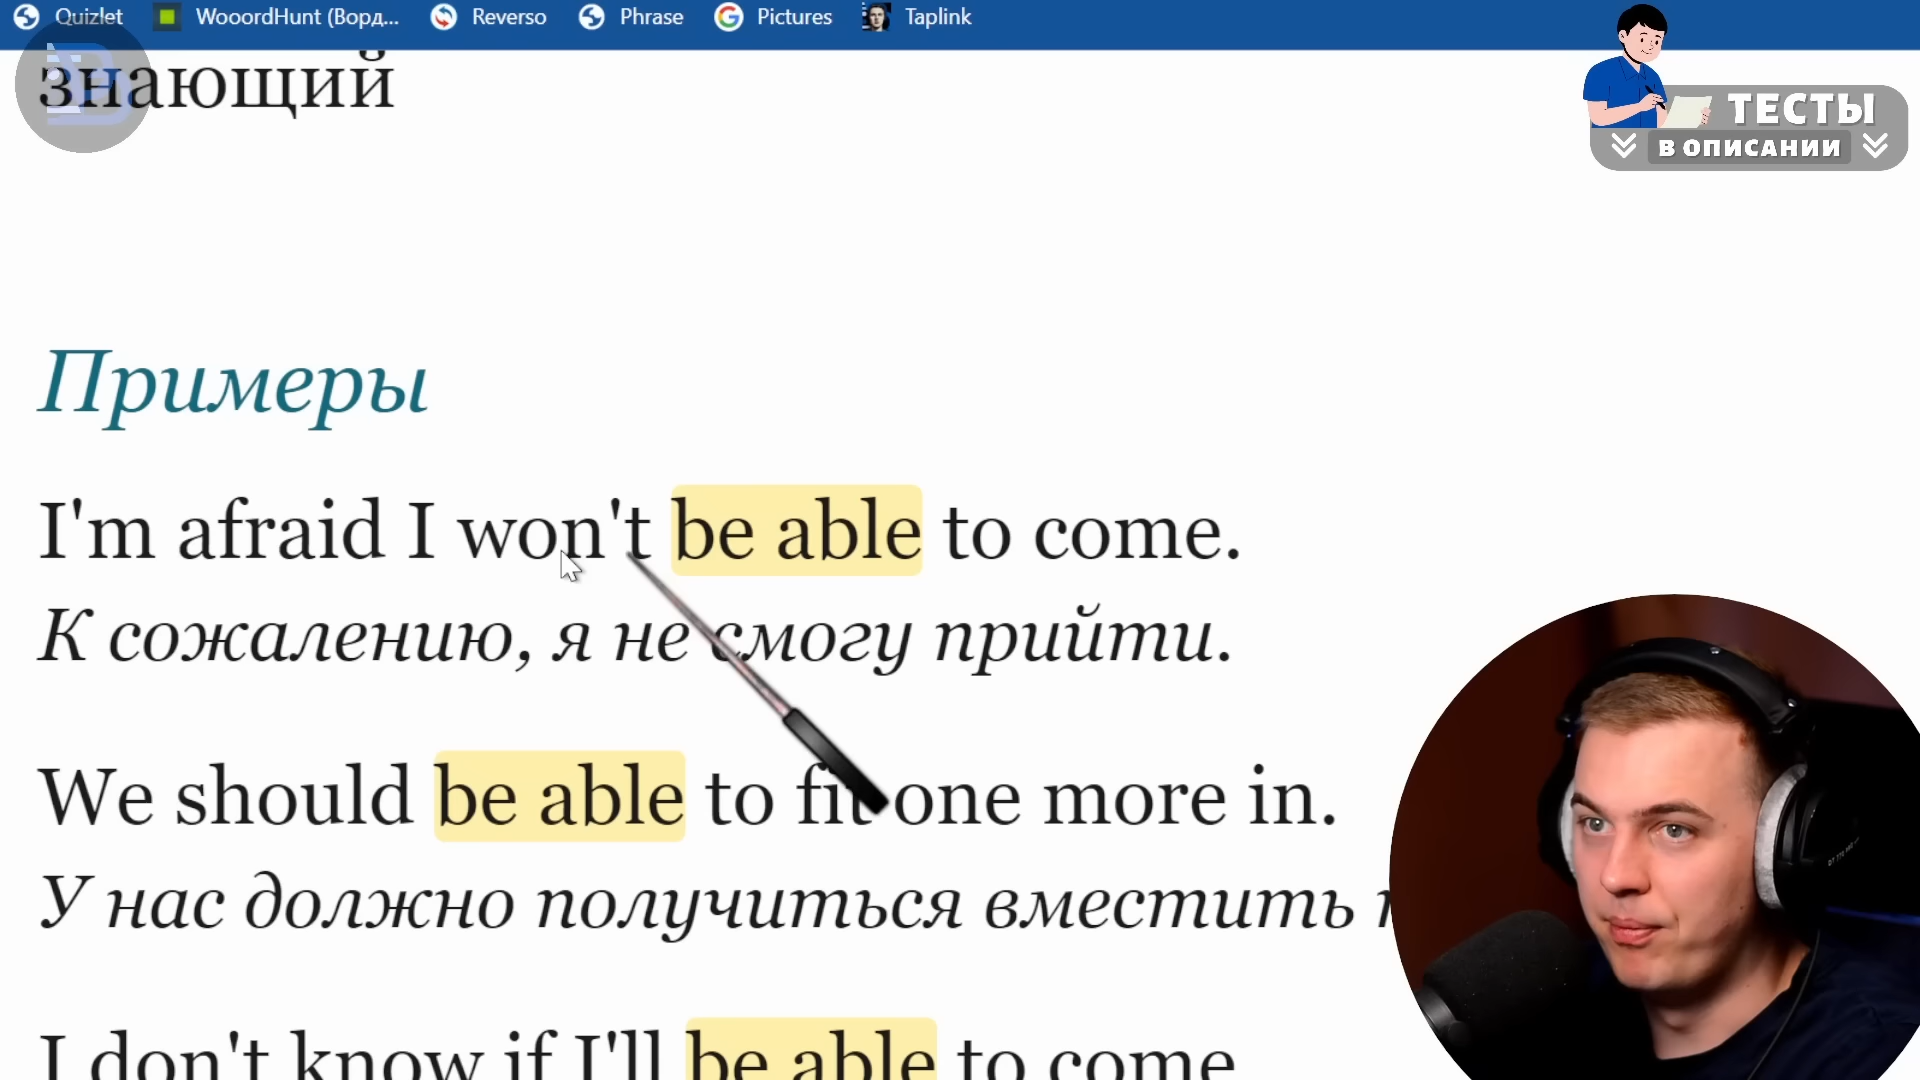 Quizlet WooordHunt (Ворд... Reverso Phrase Pictures Taplink
знающий
ТЕСТЫ
В ОПИСАНИИ
Примеры
I'm afraid I won't be able to come.
К сожалению, я не смогу прийти.
We should be able to fit one more in.
У нас должно получиться вместить
I don't know if I'll be able to come